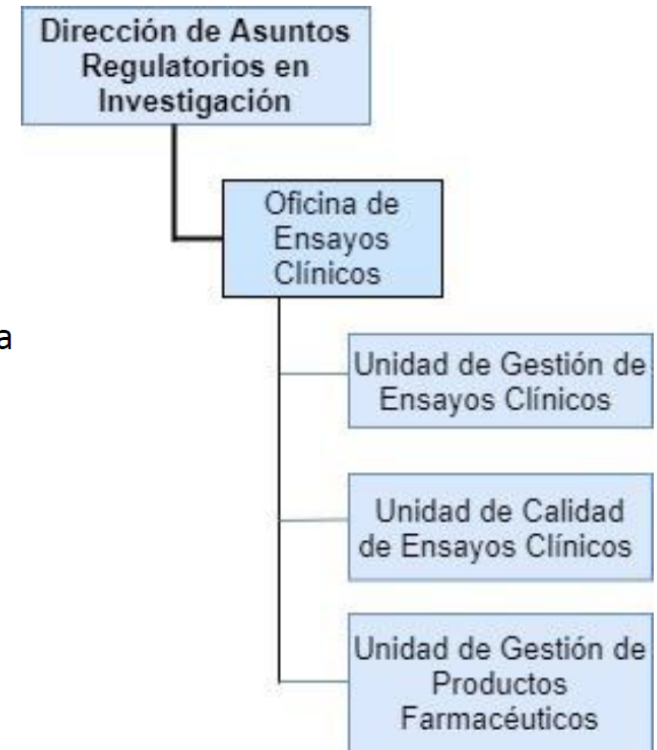 Dirección de Asuntos
Regulatorios en
Investigación
Oficina de
Ensayos
Clínicos
a
Unidad de Gestión de
Ensayos Clínicos
Unidad de Calidad
de Ensayos Clínicos
Unidad de Gestión de
Productos
Farmacéuticos